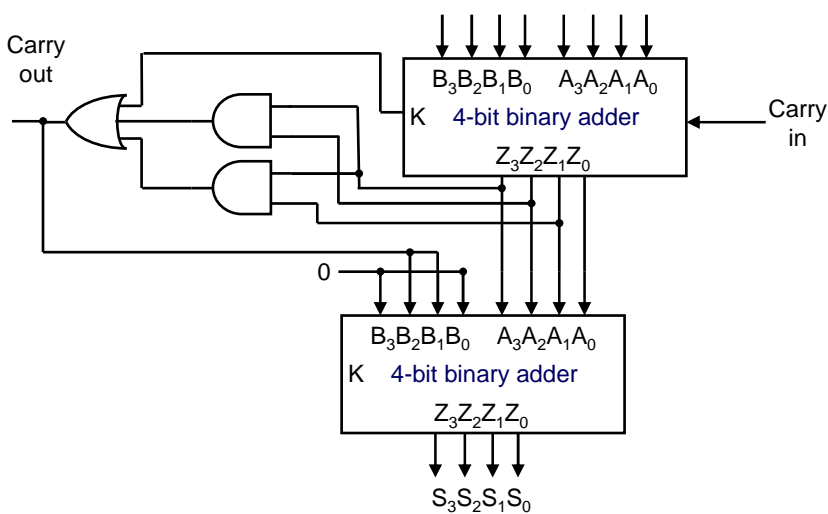 Carry
out
B₃B₂B₁B₀ A₃A₂A₁A₀
K 4-bit binary adder
Carry
in
Z₃Z₂Z₁Z₀
0
B₃B₂B₁B₀ A₃A₂A₁A₀
K 4-bit binary adder
Z₃Z₂Z₁Z₀
S₃S₂S₁S₀